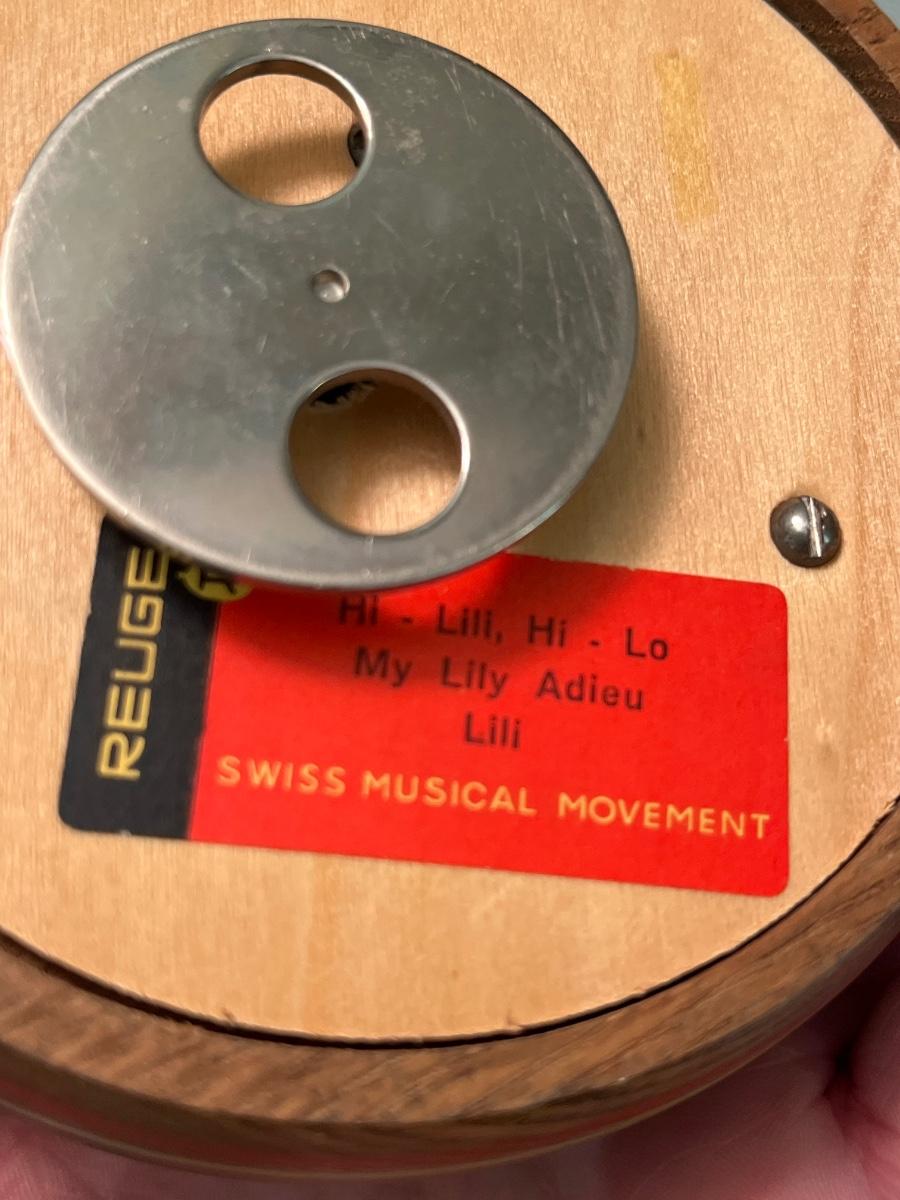 REUGE
Hi - Lili, Hi - Lo
My Lily Adieu
Lili
SWISS MUSICAL MOVEMENT